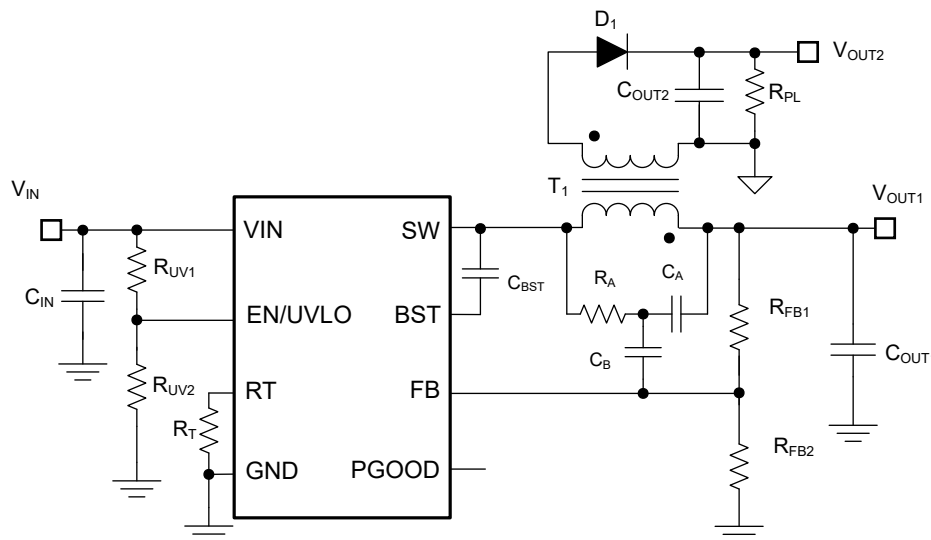 D1
VOUT2
COUT2
RPL
T1
VIN
VOUT1
VIN
SW
RUV1
CBST
RA
CA
CIN
EN/UVLO
BST
RFB1
CB
COUT
RUV2
RT
FB
RT
RFB2
GND
PGOOD